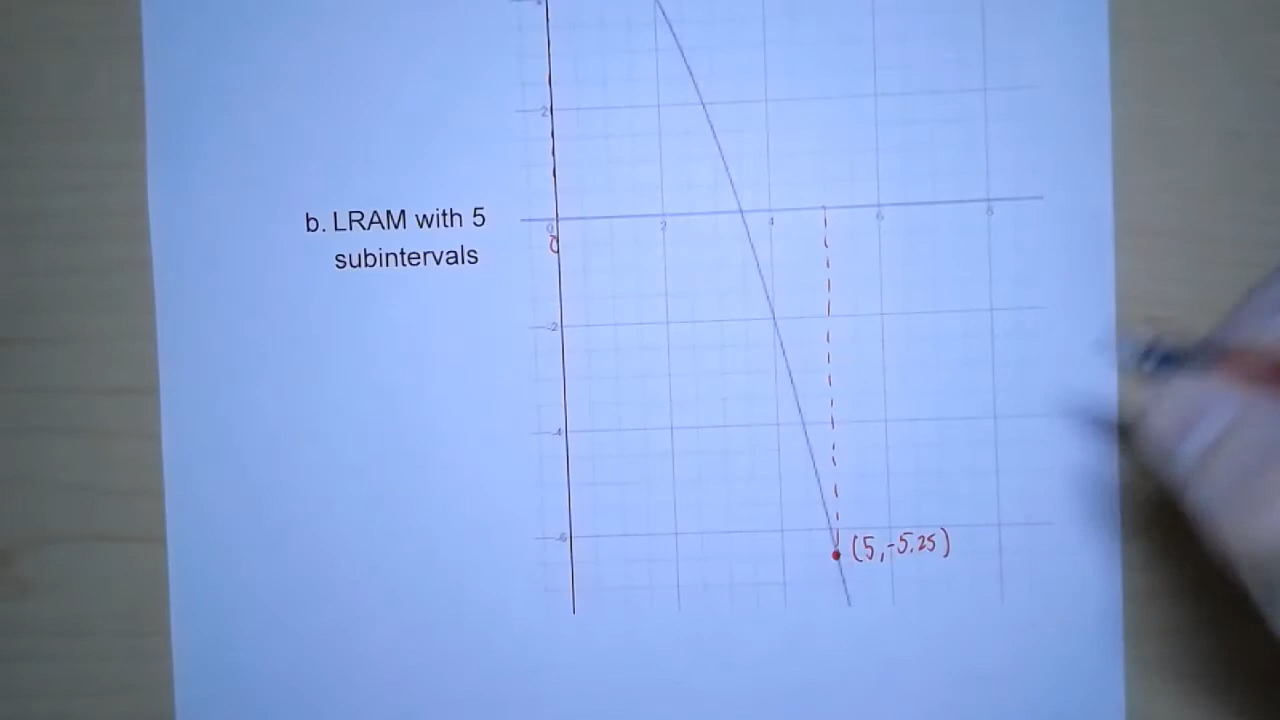 2
b. LRAM with 5
subintervals
0 2 4 6 8
0
-2
-4
-6
(5,-5.25)